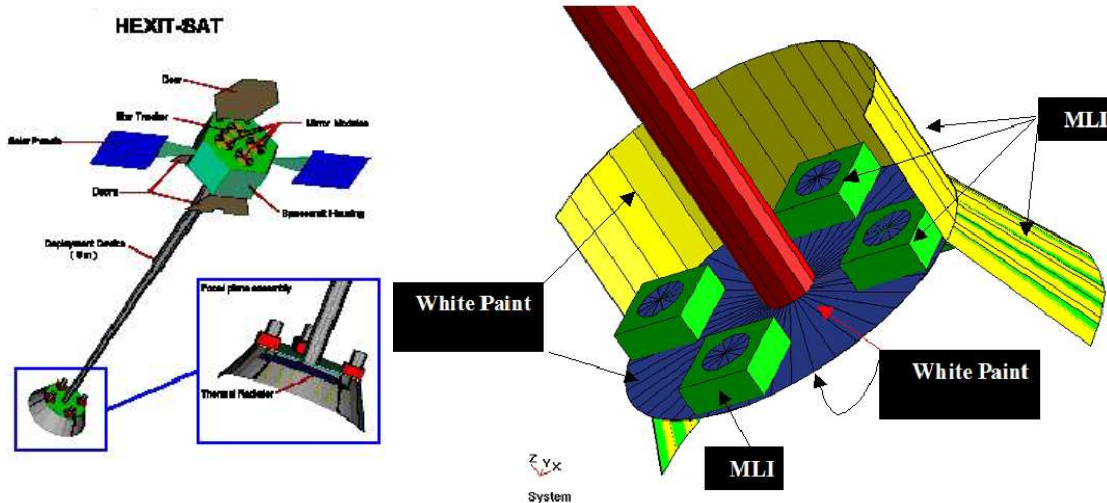 HEXIT-SAT
Door
Star Tracker
Mirror Modules
Solar Panels
Doors
Spacecraft Housing
Deployment Device
Focal plane assembly
Thermal Radiator
MLI
White Paint
White Paint
MLI
Z Y X
System